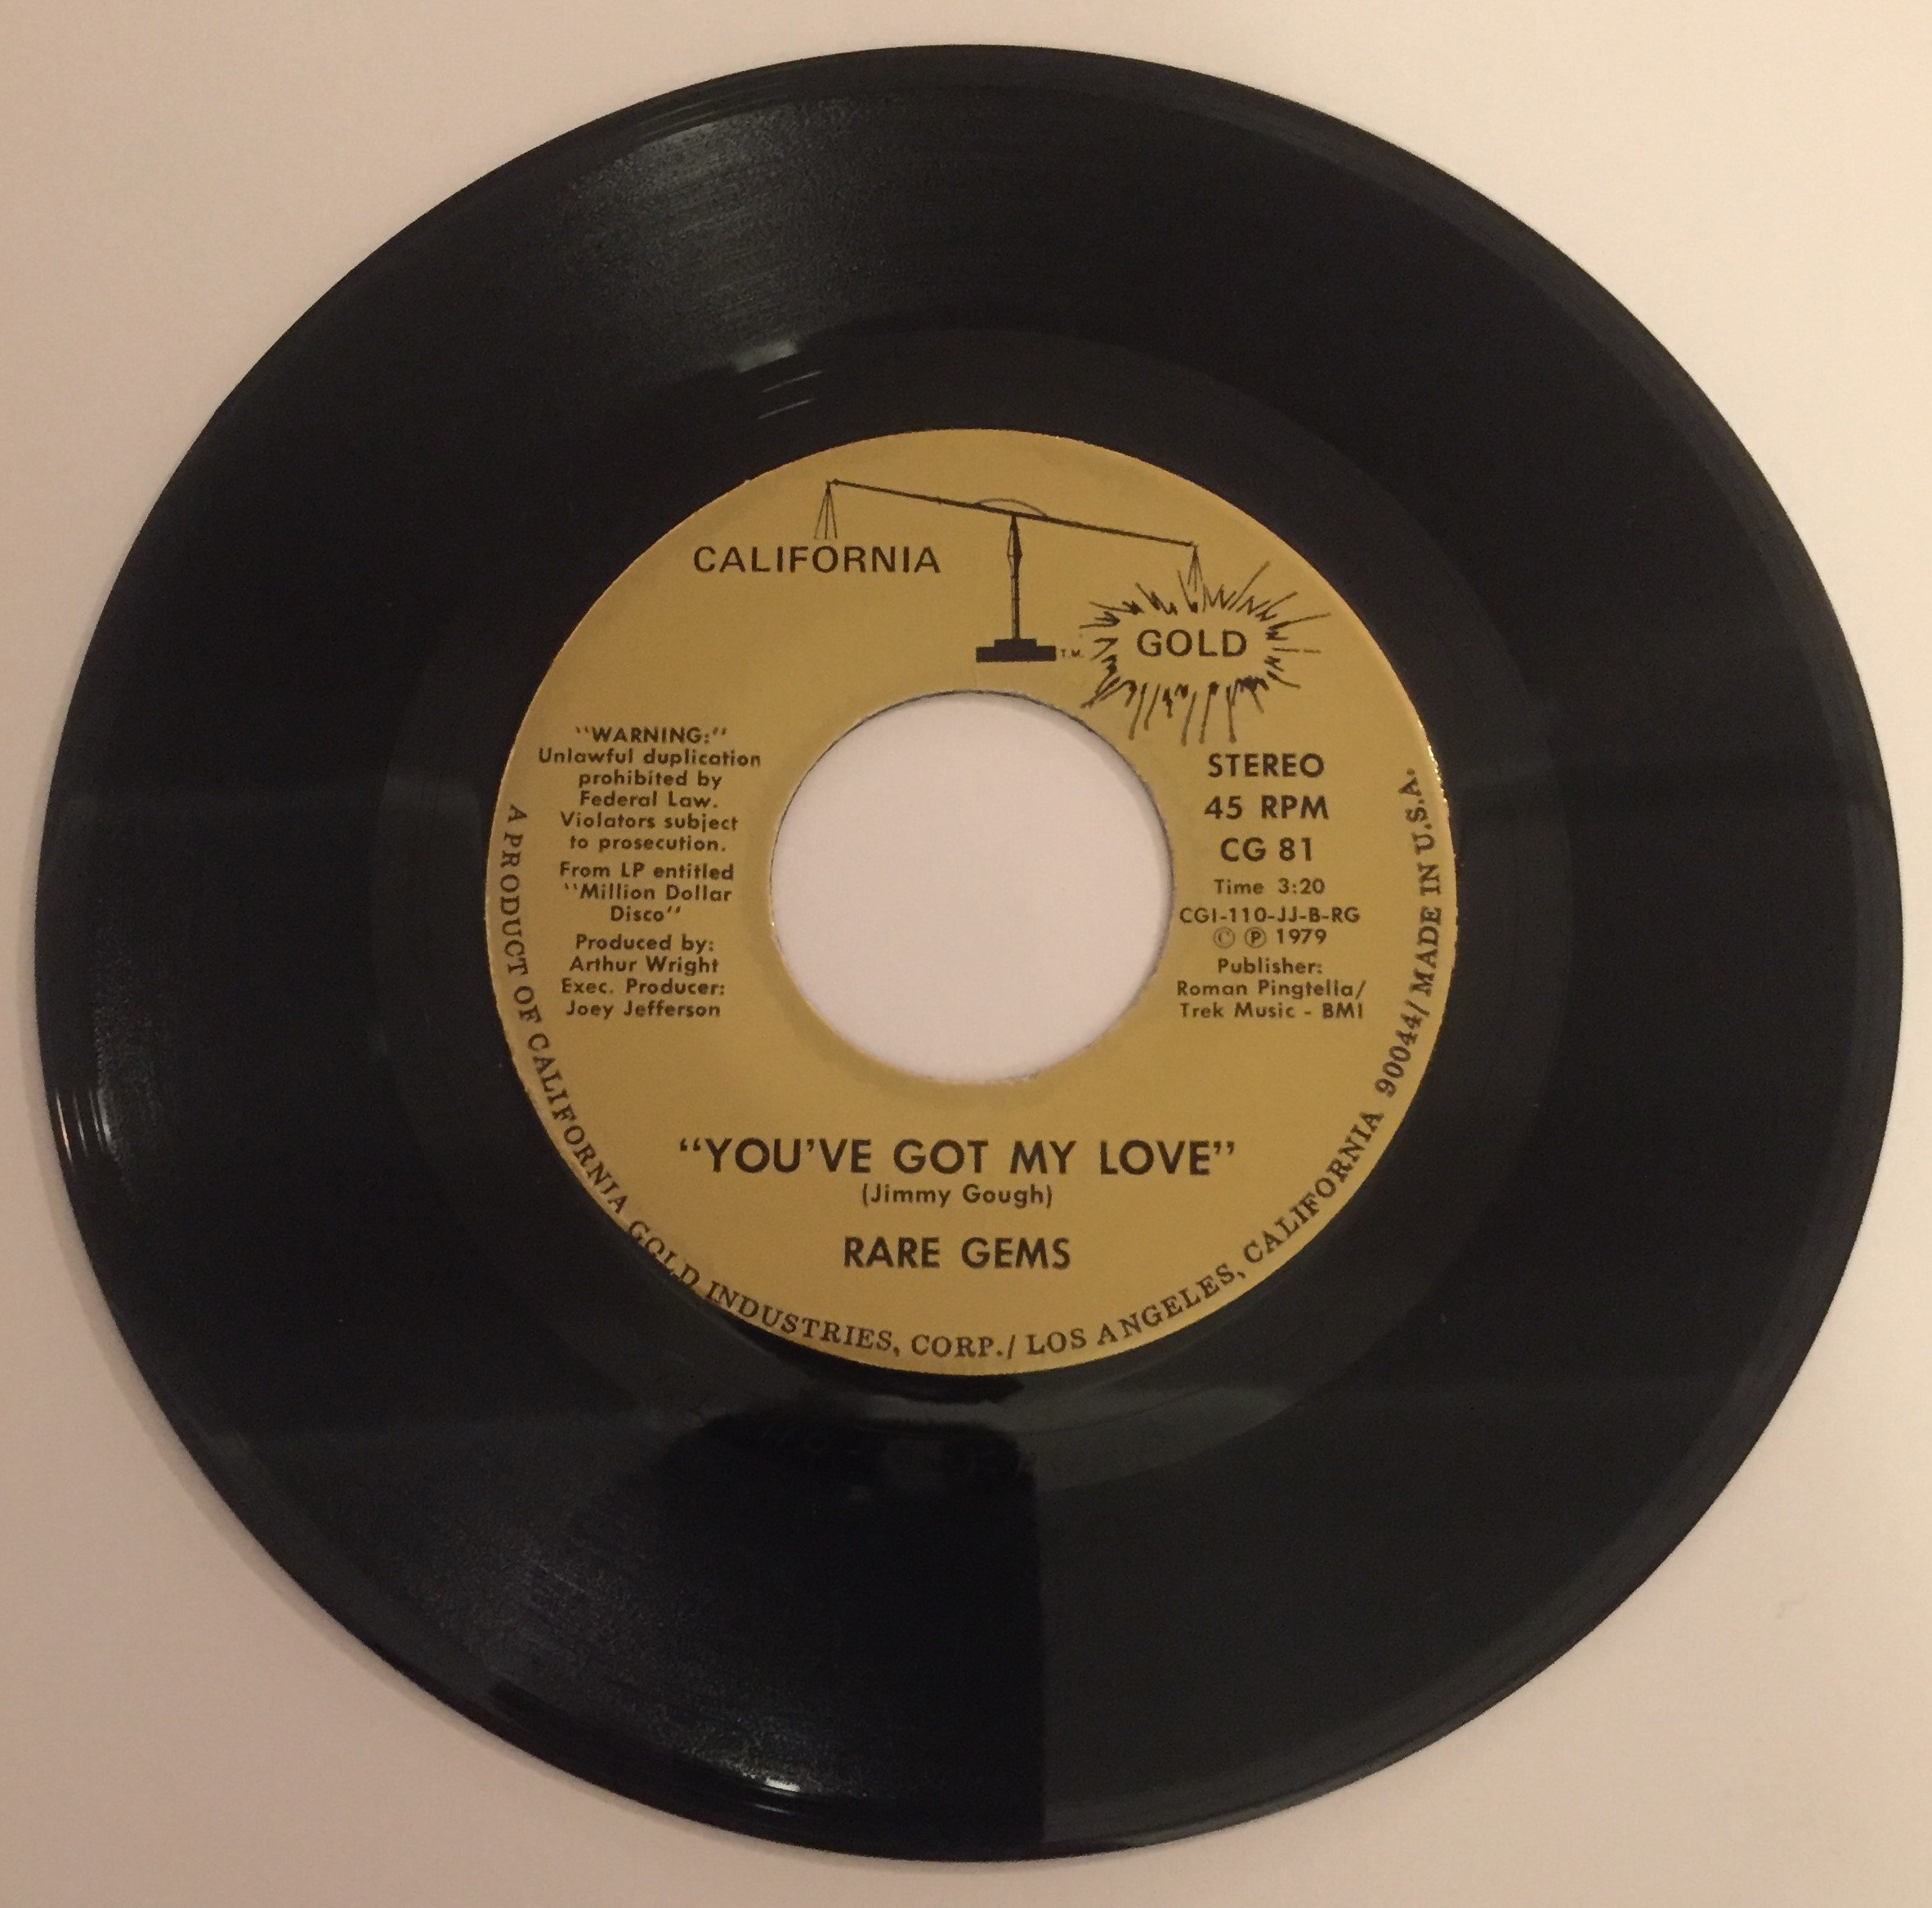 CALIFORNIA
GOLD
T.M.
"WARNING:"
Unlawful duplication
prohibited by
Federal Law.
Violators subject
to prosecution.
From LP entitled
"Million Dollar
Disco"
Produced by:
Arthur Wright
Exec. Producer:
Joey Jefferson
STEREO
45 RPM
CG 81
Time 3:20
CGI-110-JJ-B-RG
© ℗ 1979
Publisher:
Roman Pingtelia/
Trek Music - BMI
"YOU'VE GOT MY LOVE"
(Jimmy Gough)
RARE GEMS
A PRODUCT OF CALIFORNIA GOLD INDUSTRIES, CORP./ LOS ANGELES, CALIFORNIA 90044/ MADE IN U.S.A.